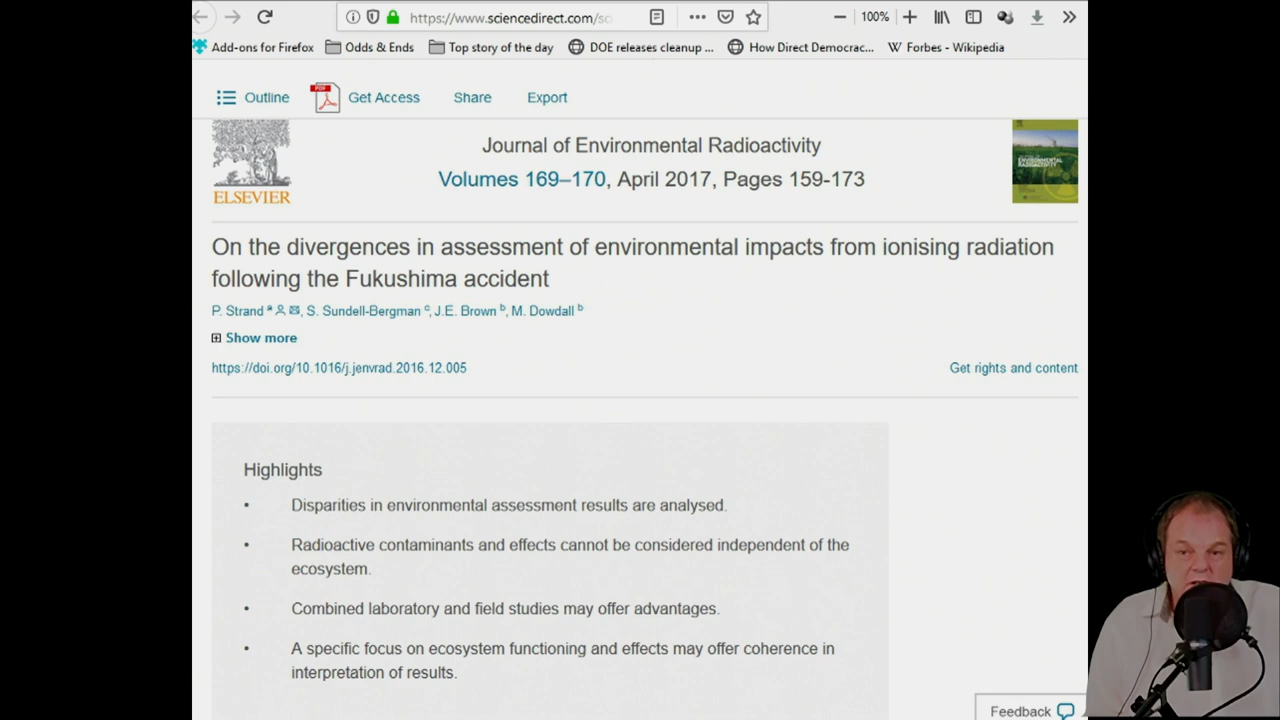 https://www.sciencedirect.com/sc
100%
Add-ons for Firefox
Odds & Ends
Top story of the day
DOE releases cleanup ...
How Direct Democrac...
W Forbes - Wikipedia
Outline
PDF
Get Access
Share
Export
Journal of Environmental Radioactivity
Volumes 169–170, April 2017, Pages 159-173
ELSEVIER
ENVIRONMENTAL
RADIOACTIVITY
On the divergences in assessment of environmental impacts from ionising radiation
following the Fukushima accident
P. Strand a, S. Sundell-Bergman c, J.E. Brown b, M. Dowdall b
Show more
https://doi.org/10.1016/j.jenvrad.2016.12.005
Get rights and content
Highlights
• Disparities in environmental assessment results are analysed.
• Radioactive contaminants and effects cannot be considered independent of the
ecosystem.
• Combined laboratory and field studies may offer advantages.
• A specific focus on ecosystem functioning and effects may offer coherence in
interpretation of results.
Feedback